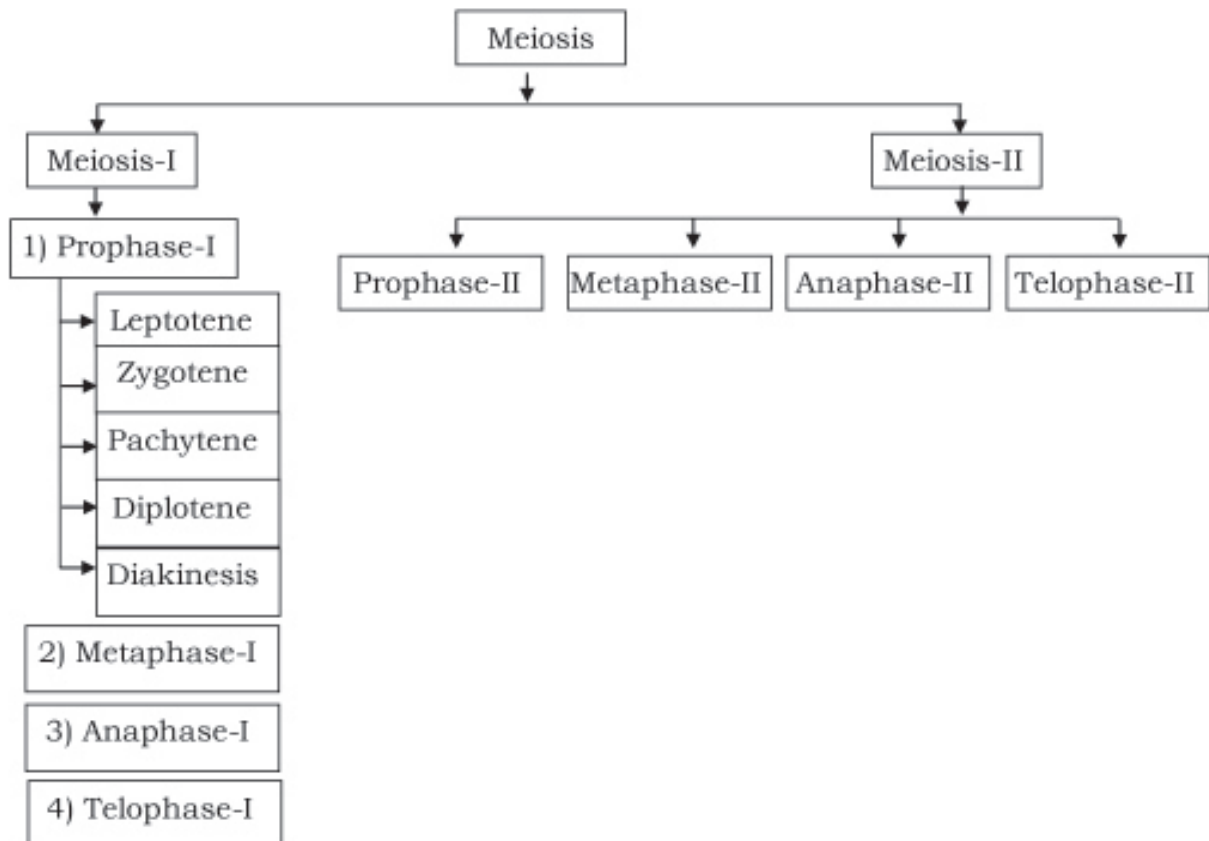 Meiosis
Meiosis-I
Meiosis-II
1) Prophase-I
Prophase-II
Metaphase-II
Anaphase-II
Telophase-II
Leptotene
Zygotene
Pachytene
Diplotene
Diakinesis
2) Metaphase-I
3) Anaphase-I
4) Telophase-I